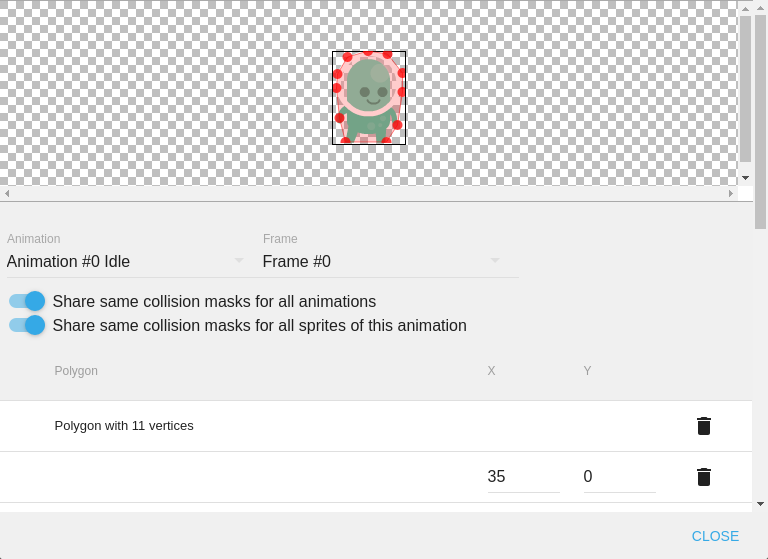 Animation
Frame
Animation #0 Idle
Frame #0
Share same collision masks for all animations
Share same collision masks for all sprites of this animation
Polygon
X
Y
Polygon with 11 vertices
35
0
CLOSE